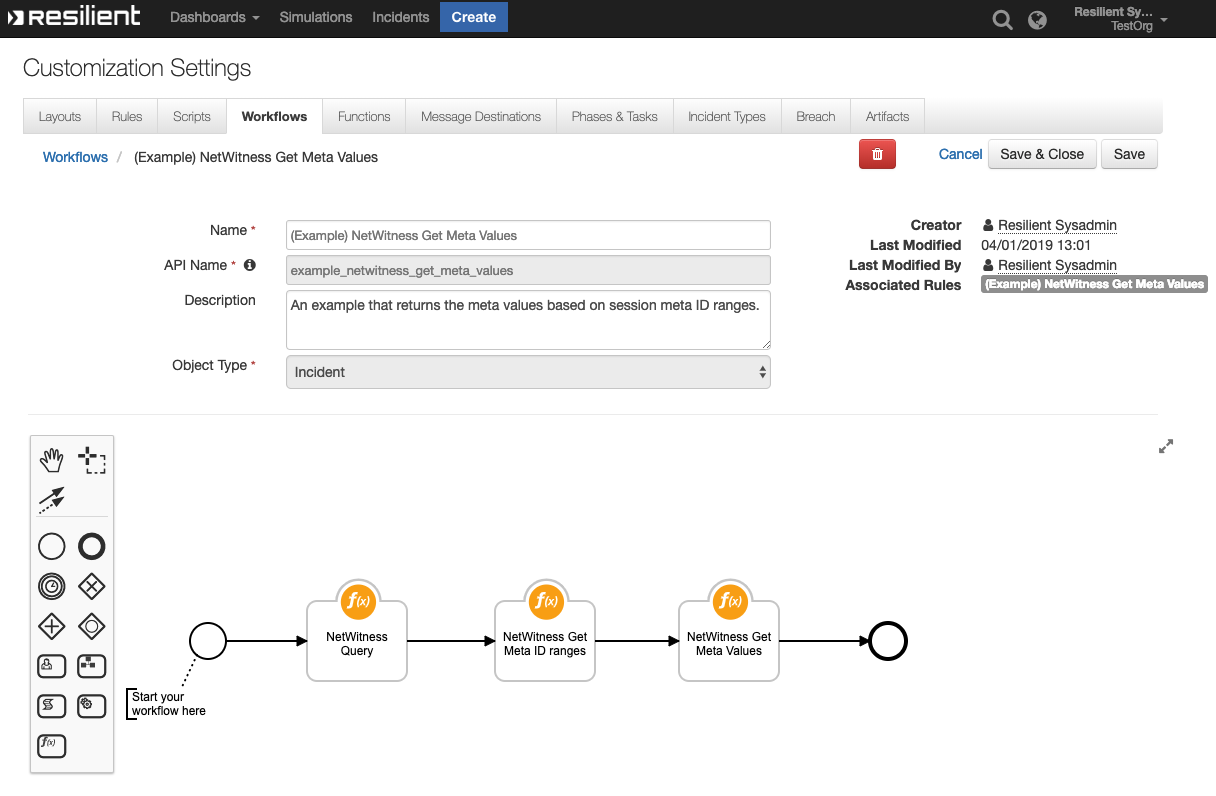 resilient
Dashboards
Simulations
Incidents
Create
Resilient Sy...
TestOrg
Customization Settings
Layouts
Rules
Scripts
Workflows
Functions
Message Destinations
Phases & Tasks
Incident Types
Breach
Artifacts
Workflows / (Example) NetWitness Get Meta Values
Cancel
Save & Close
Save
Name *
(Example) NetWitness Get Meta Values
API Name *
example_netwitness_get_meta_values
Description
An example that returns the meta values based on session meta ID ranges.
Object Type *
Incident
Creator
Resilient Sysadmin
Last Modified
04/01/2019 13:01
Last Modified By
Resilient Sysadmin
Associated Rules
(Example) NetWitness Get Meta Values
f(x)
f(x)
NetWitness
Query
f(x)
NetWitness Get
Meta ID ranges
f(x)
NetWitness Get
Meta Values
Start your
workflow here